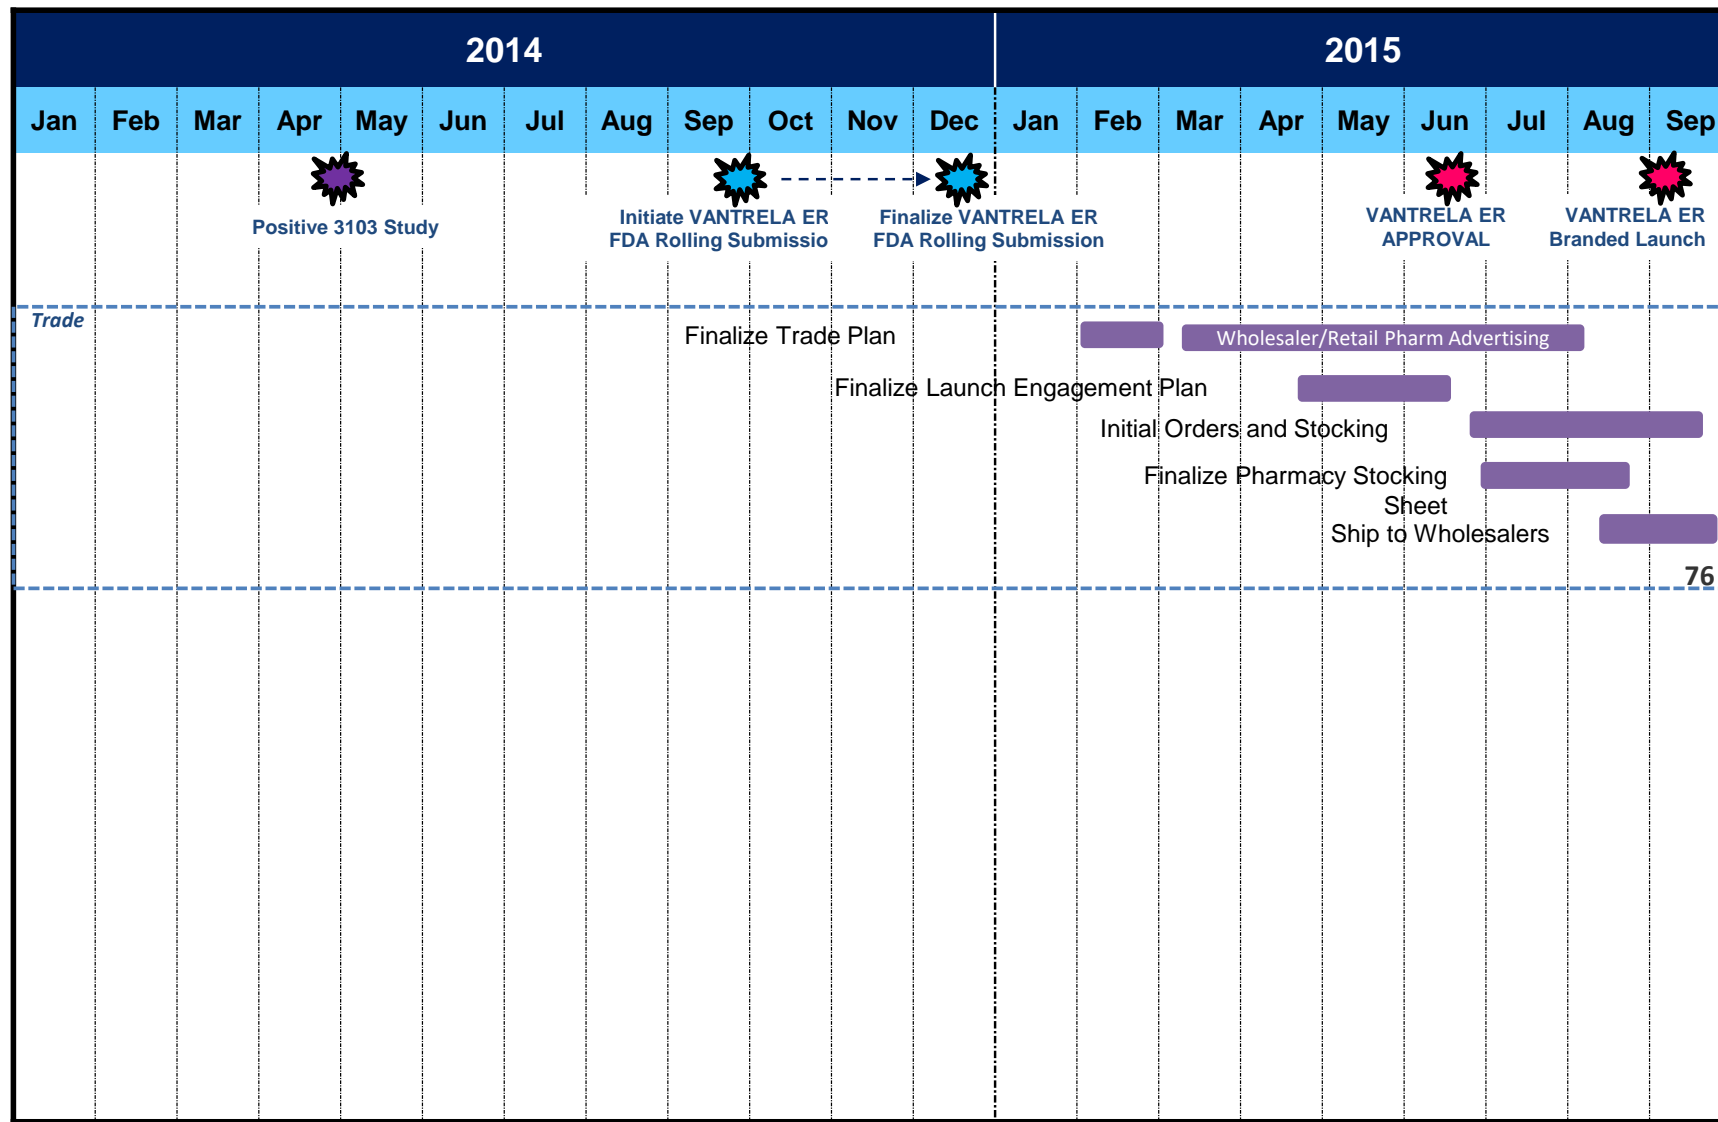 2014 2015
Jan Feb Mar Apr May Jun Jul Aug Sep Oct Nov Dec Jan Feb Mar Apr May Jun Jul Aug Sep
Positive 3103 Study
Initiate VANTRELA ER
FDA Rolling Submissio
Finalize VANTRELA ER
FDA Rolling Submission
VANTRELA ER
APPROVAL
VANTRELA ER
Branded Launch
Trade
Finalize Trade Plan
Wholesaler/Retail Pharm Advertising
Finalize Launch Engagement Plan
Initial Orders and Stocking
Finalize Pharmacy Stocking
Sheet
Ship to Wholesalers
76